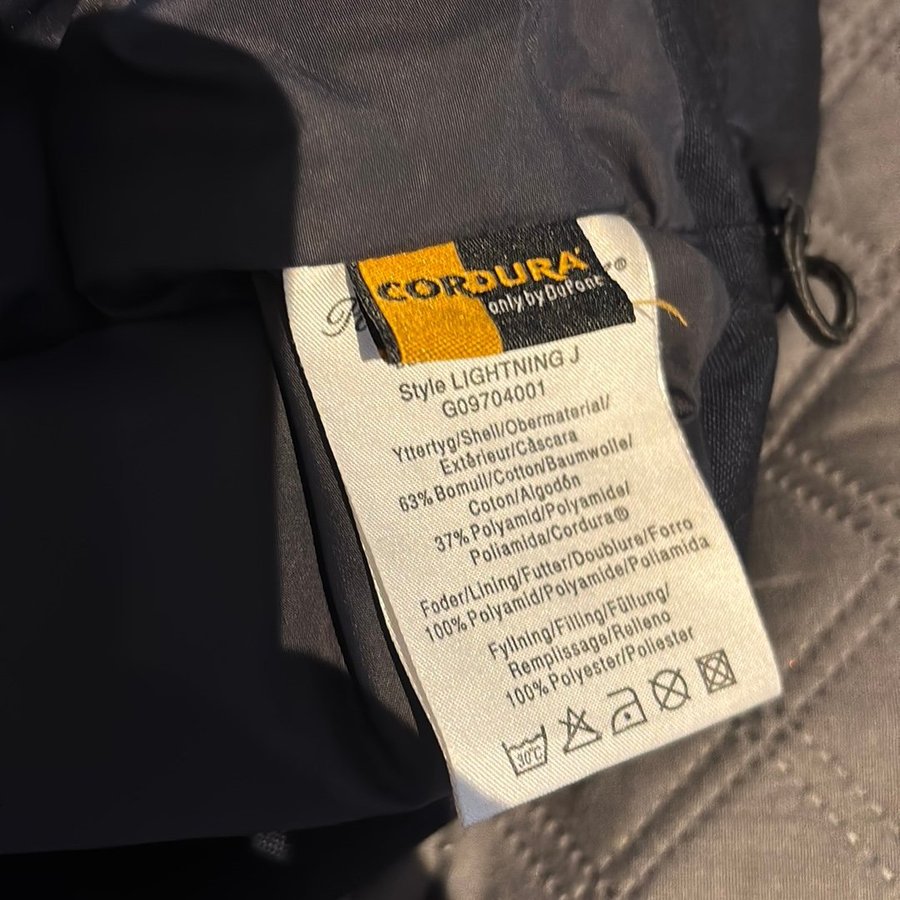 CORDURA®
only by DuPont
Style LIGHTNING J
G09704001
Yttertyg/Shell/Obermaterial/
Extérieur/Cáscara
63% Bomull/Cotton/Baumwolle/
Coton/Algodón
37% Polyamid/Polyamide/
Poliamida/Cordura®
Foder/Lining/Futter/Doublure/Forro
100% Polyamid/Polyamide/Poliamida
Fyllning/Filling/Füllung/
Remplissage/Relleno
100% Polyester/Poliester
30°C